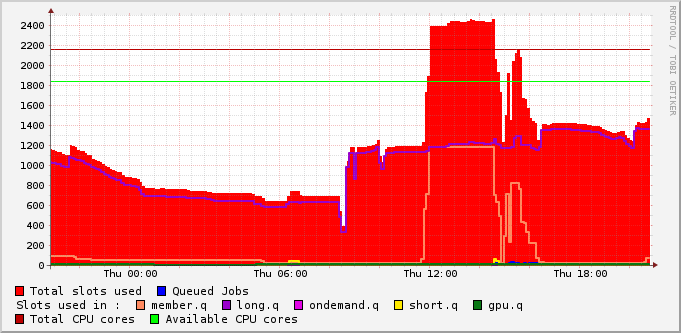 RRDTOOL / TOBI OETIKER
2400
2200
2000
1800
1600
1400
1200
1000
800
600
400
200
0
Thu 00:00 Thu 06:00 Thu 12:00 Thu 18:00
Total slots used Queued Jobs
Slots used in : member.q long.q ondemand.q short.q gpu.q
Total CPU cores Available CPU cores